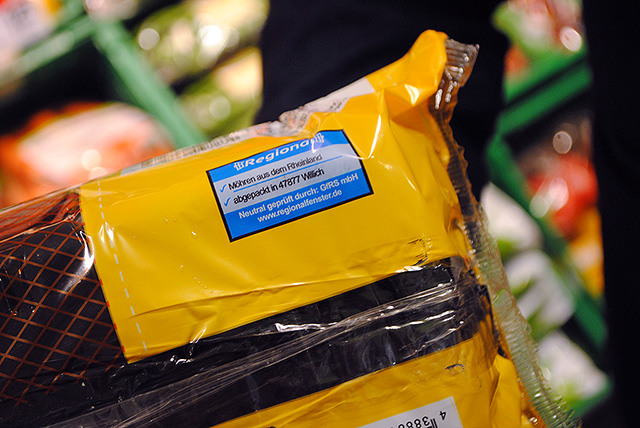 Regional
✓ Möhren aus dem Rheinland
✓ abgepackt in 47877 Willich
Neutral geprüft durch: GfRS mbH
www.regionalfenster.de